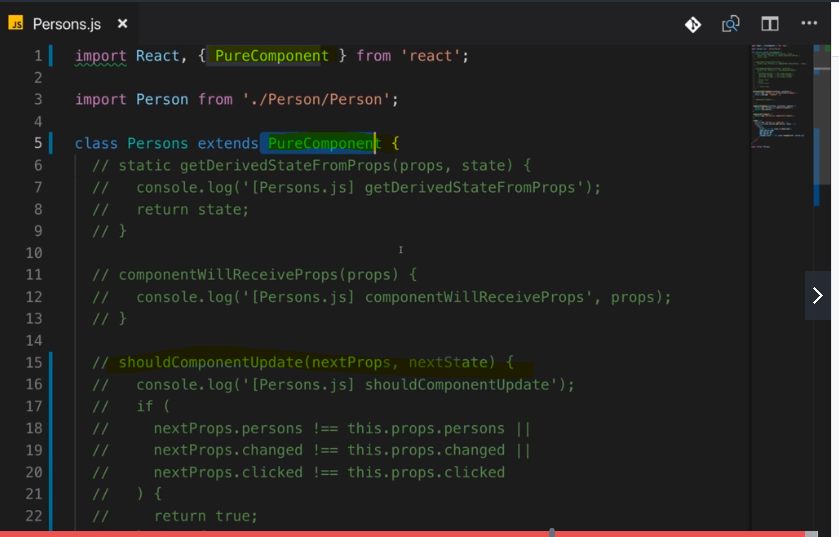 JS Persons.js ×
1 import React, { PureComponent } from 'react';
2
3 import Person from './Person/Person';
4
5 class Persons extends PureComponent {
6 // static getDerivedStateFromProps(props, state) {
7 //   console.log('[Persons.js] getDerivedStateFromProps');
8 //   return state;
9 // }
10
11 // componentWillReceiveProps(props) {
12 //   console.log('[Persons.js] componentWillReceiveProps', props);
13 // }
14
15 // shouldComponentUpdate(nextProps, nextState) {
16 //   console.log('[Persons.js] shouldComponentUpdate');
17 //   if (
18 //     nextProps.persons !== this.props.persons ||
19 //     nextProps.changed !== this.props.changed ||
20 //     nextProps.clicked !== this.props.clicked
21 //   ) {
22 //     return true;